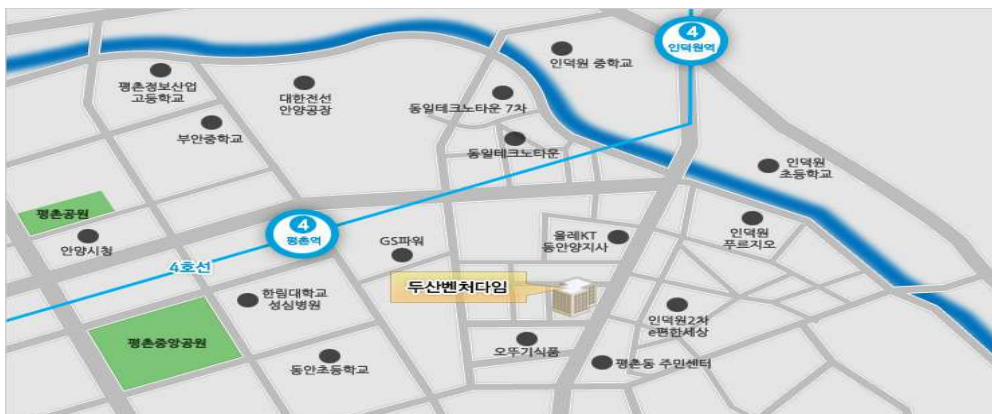 4
인덕원역
인덕원 중학교
평촌정보산업
고등학교
대한전선
안양공장
동일테크노타운 7차
부안중학교
동일테크노타운
인덕원
초등학교
평촌공원
안양시청
4
평촌역
GS파워
올레KT
동안양지사
인덕원
푸르지오
4호선
두산벤처다임
한림대학교
성심병원
인덕원2차
e편한세상
평촌중앙공원
동안초등학교
오뚜기식품
평촌동 주민센터